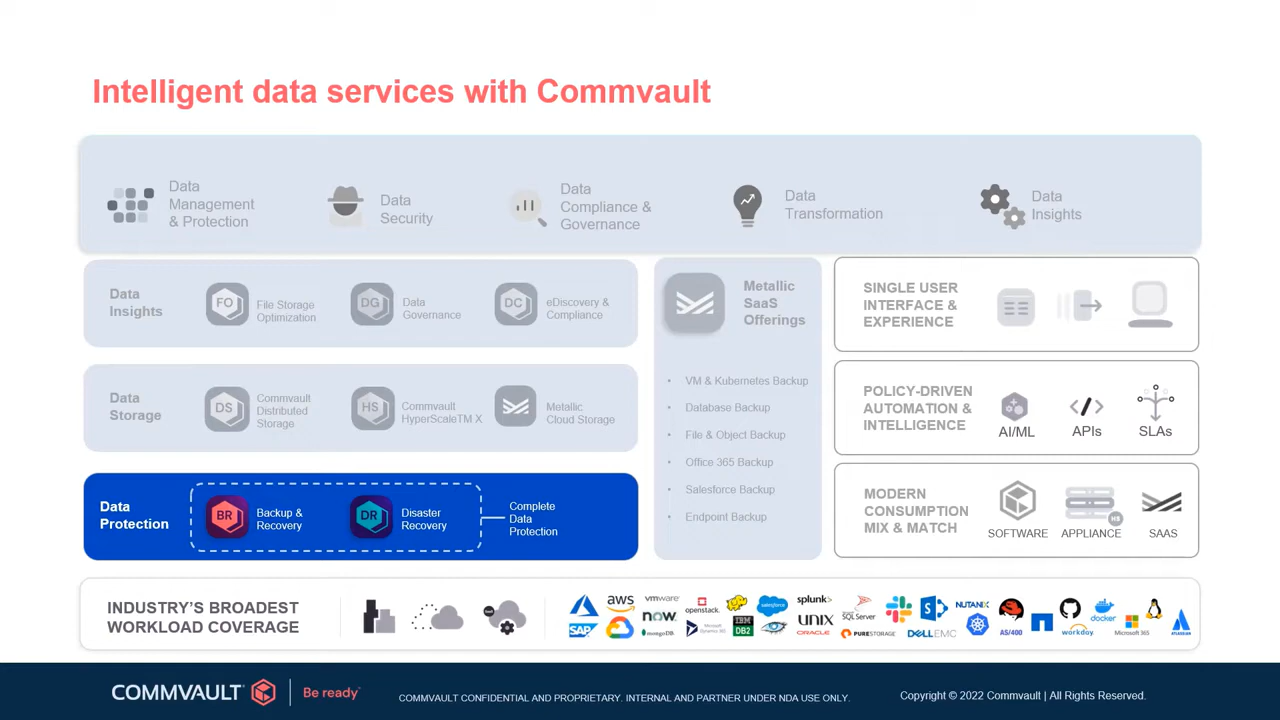 Intelligent data services with Commvault
Data
Management
& Protection
Data
Security
Data
Compliance &
Governance
Data
Transformation
Data
Insights
Data
Insights
FO
File Storage
Optimization
DG
Data
Governance
DC
eDiscovery &
Compliance
Data
Storage
DS
Commvault
Distributed
Storage
HS
Commvault
HyperScaleTM X
Metallic
Cloud Storage
Data
Protection
BR
Backup &
Recovery
DR
Disaster
Recovery
Complete
Data
Protection
Metallic
SaaS
Offerings
• VM & Kubernetes Backup
• Database Backup
• File & Object Backup
• Office 365 Backup
• Salesforce Backup
• Endpoint Backup
SINGLE USER
INTERFACE &
EXPERIENCE
POLICY-DRIVEN
AUTOMATION &
INTELLIGENCE
AI/ML
APIs
SLAs
MODERN
CONSUMPTION
MIX & MATCH
SOFTWARE
HS
APPLIANCE
SAAS
INDUSTRY'S BROADEST
WORKLOAD COVERAGE
SaaS
aws
vmware
openstack.
salesforce
splunk>
SQL Server
NUTANIX
docker
SAP
now
mongoDB
Microsoft
Dynamics 365
IBM
DB2
UNIX
ORACLE
PURESTORAGE
S
DELLEMC
AS/400
workday
Microsoft 365
ATLASSIAN
COMMVAULT
Be ready
COMMVAULT CONFIDENTIAL AND PROPRIETARY. INTERNAL AND PARTNER UNDER NDA USE ONLY.
Copyright © 2022 Commvault | All Rights Reserved.